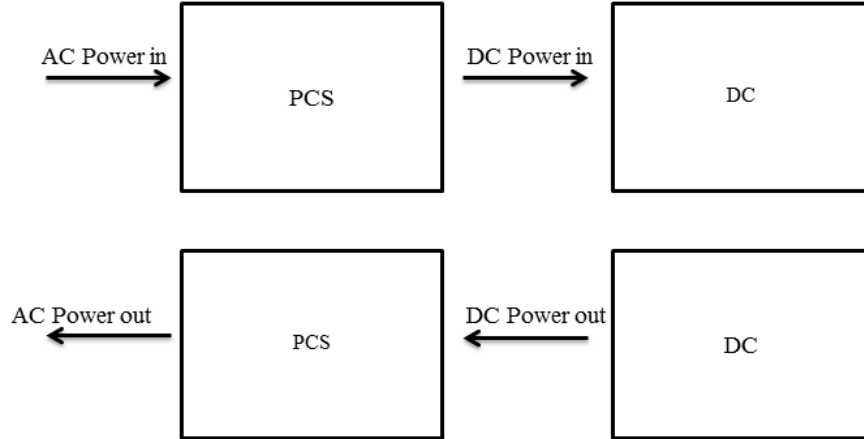 AC Power in
PCS
DC Power in
DC
AC Power out
PCS
DC Power out
DC